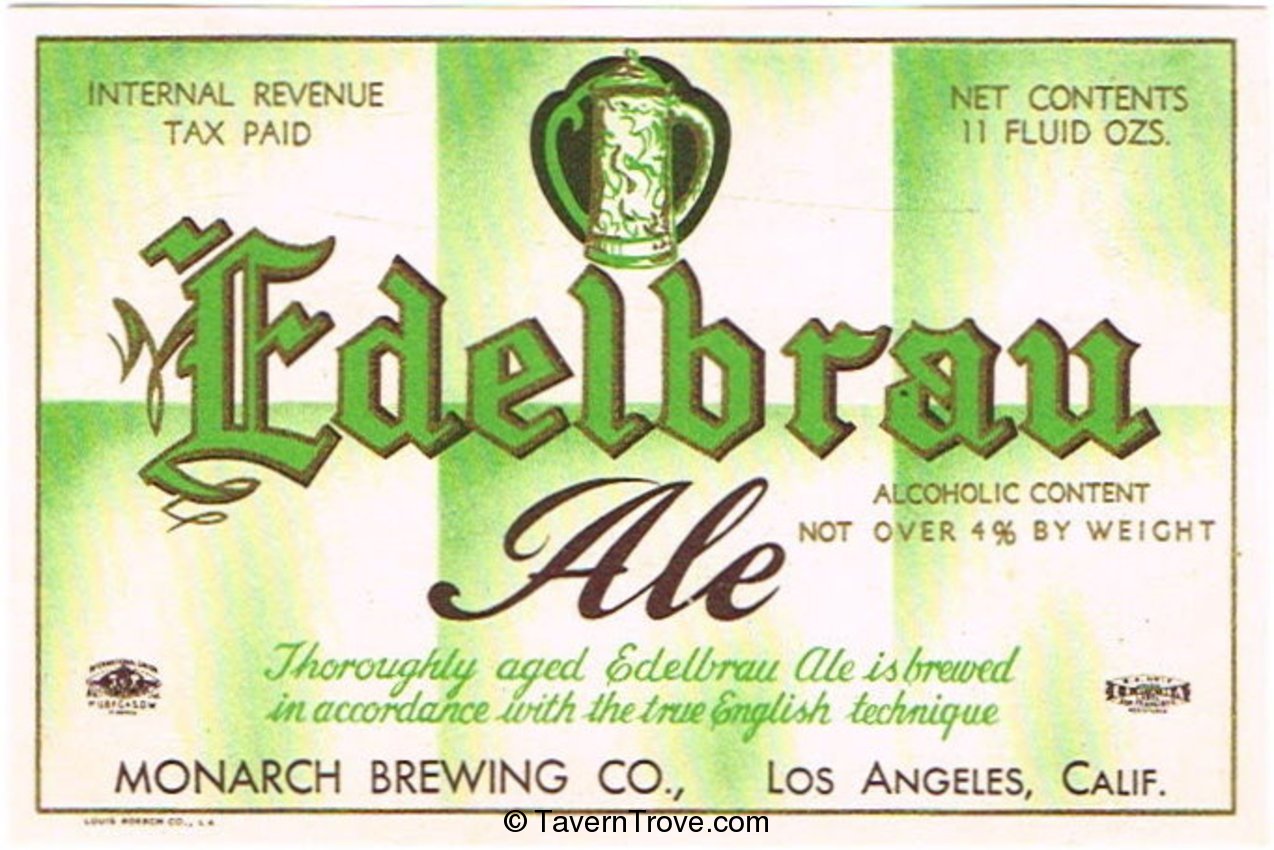 INTERNAL REVENUE
TAX PAID
NET CONTENTS
11 FLUID OZS.
Edelbrau
Ale
ALCOHOLIC CONTENT
NOT OVER 4% BY WEIGHT
Thoroughly aged Edelbrau Ale is brewed
in accordance with the true English technique
INTERNATIONAL UNION
MONARCH BREWING CO., LOS ANGELES, CALIF.
© TavernTrove.com